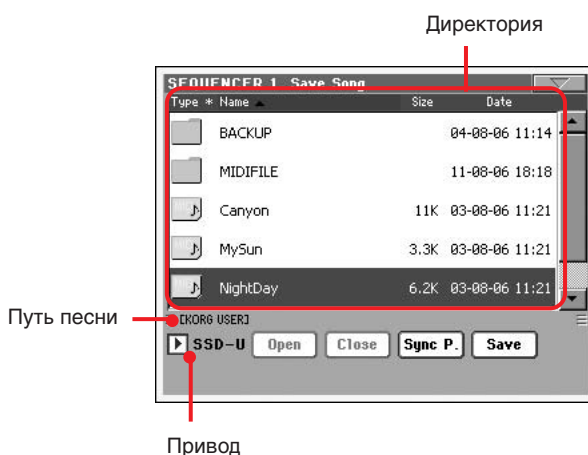 Директория
SEQUENCER 1. Save Song
Type * Name Size Date
BACKUP 04-08-06 11:14
MIDIFILE 11-08-06 18:18
Canyon 11K 03-08-06 11:21
MySun 3.3K 03-08-06 11:21
NightDay 6.2K 03-08-06 11:21
Путь песни
[KORG USER]
SSD-U Open Close Sync P. Save
Привод